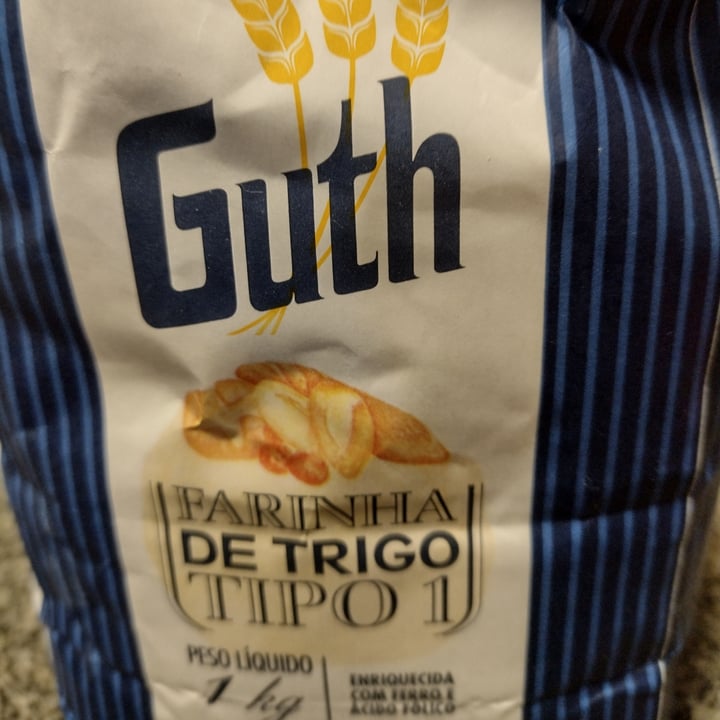 Guth
FARINHA
DE TRIGO
TIPO 1
PESO LÍQUIDO
1 kg
ENRIQUECIDA
COM FERRO E
ÁCIDO FÓLICO